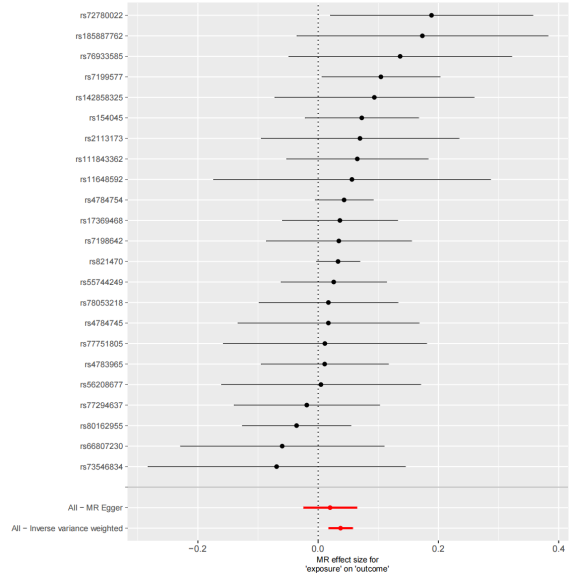 rs72780022
rs185887762
rs76933585
rs7199577
rs142858325
rs154045
rs2113173
rs111843362
rs11648592
rs4784754
rs17369468
rs7198642
rs821470
rs55744249
rs78053218
rs4784745
rs77751805
rs4783965
rs56208677
rs77294637
rs80162955
rs66807230
rs73546834
All − MR Egger
All − Inverse variance weighted
−0.2 0.0 0.2 0.4
MR effect size for
'exposure' on 'outcome'